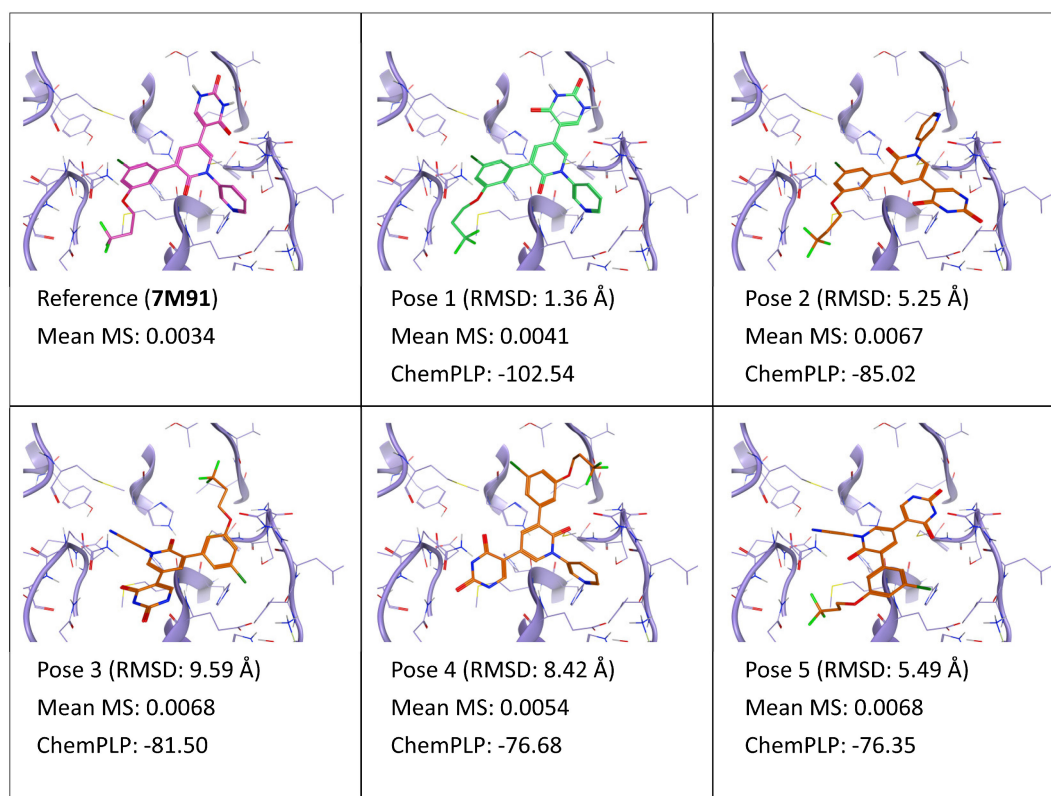 Reference (7M91)
Mean MS: 0.0034
Pose 1 (RMSD: 1.36 Å)
Mean MS: 0.0041
ChemPLP: -102.54
Pose 2 (RMSD: 5.25 Å)
Mean MS: 0.0067
ChemPLP: -85.02
Pose 3 (RMSD: 9.59 Å)
Mean MS: 0.0068
ChemPLP: -81.50
Pose 4 (RMSD: 8.42 Å)
Mean MS: 0.0054
ChemPLP: -76.68
Pose 5 (RMSD: 5.49 Å)
Mean MS: 0.0068
ChemPLP: -76.35